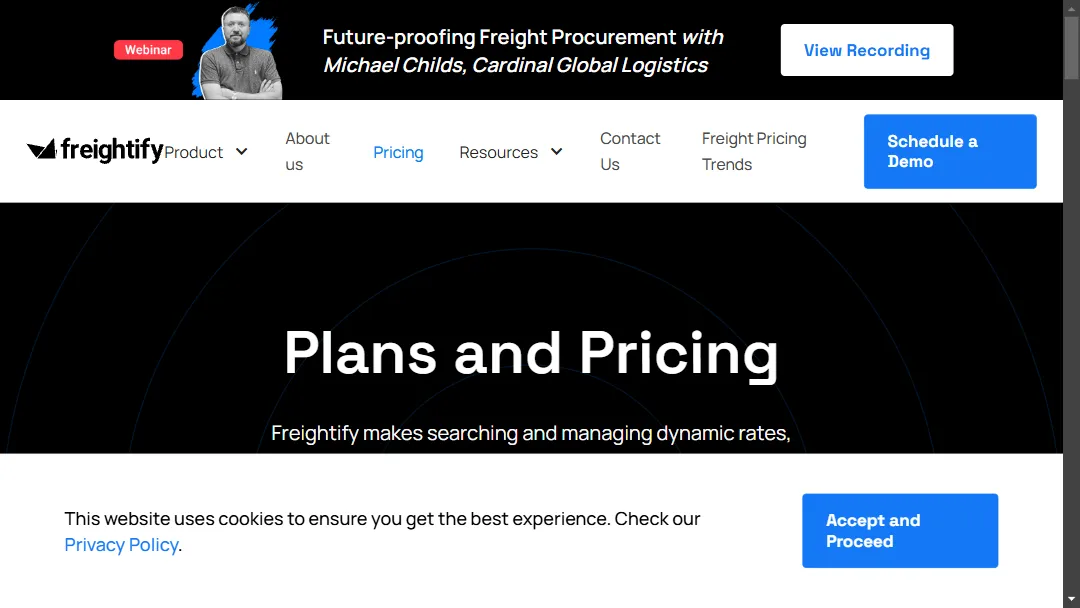 Webinar
Future-proofing Freight Procurement with
Michael Childs, Cardinal Global Logistics
View Recording
freightify
Product
About
us
Pricing
Resources
Contact
Us
Freight Pricing
Trends
Schedule a
Demo
Plans and Pricing
Freightify makes searching and managing dynamic rates,
This website uses cookies to ensure you get the best experience. Check our
Privacy Policy.
Accept and
Proceed